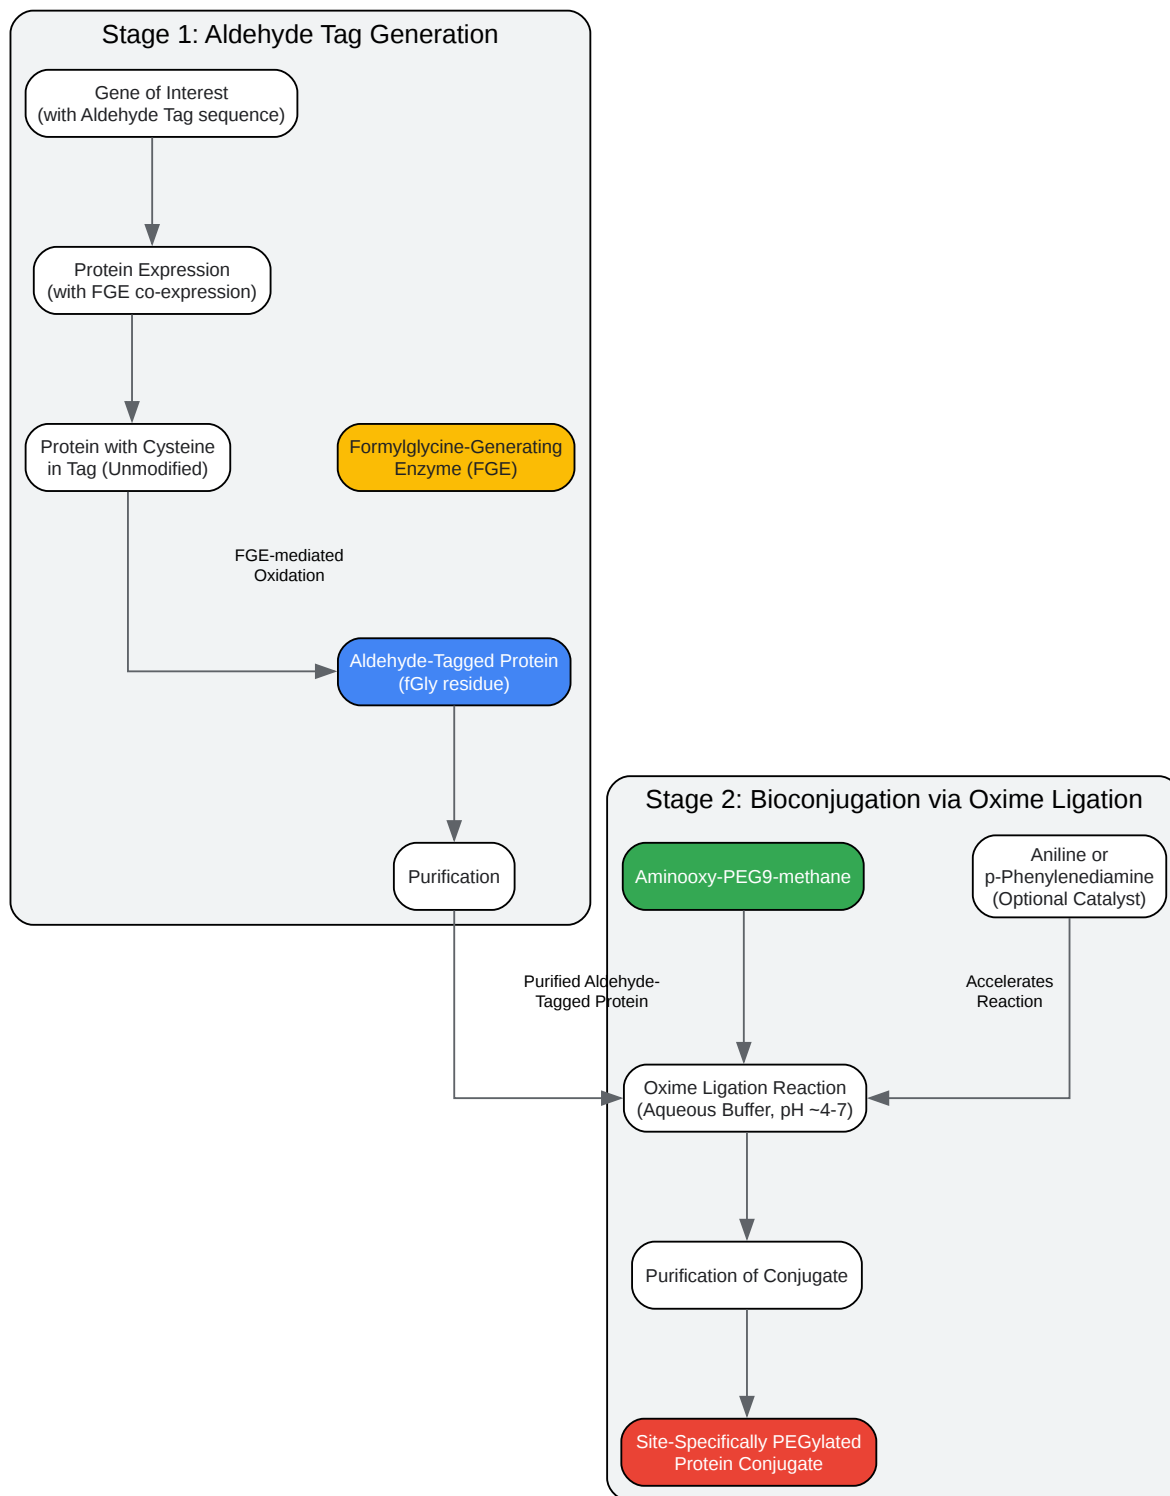 Stage 1: Aldehyde Tag Generation
Gene of Interest
(with Aldehyde Tag sequence)
Protein Expression
(with FGE co-expression)
Protein with Cysteine
in Tag (Unmodified)
Formylglycine-Generating
Enzyme (FGE)
FGE-mediated
Oxidation
Aldehyde-Tagged Protein
(fGly residue)
Purification
Stage 2: Bioconjugation via Oxime Ligation
Aminooxy-PEG9-methane
Aniline or
p-Phenylenediamine
(Optional Catalyst)
Purified Aldehyde-
Tagged Protein
Accelerates
Reaction
Oxime Ligation Reaction
(Aqueous Buffer, pH ~4-7)
Purification of Conjugate
Site-Specifically PEGylated
Protein Conjugate